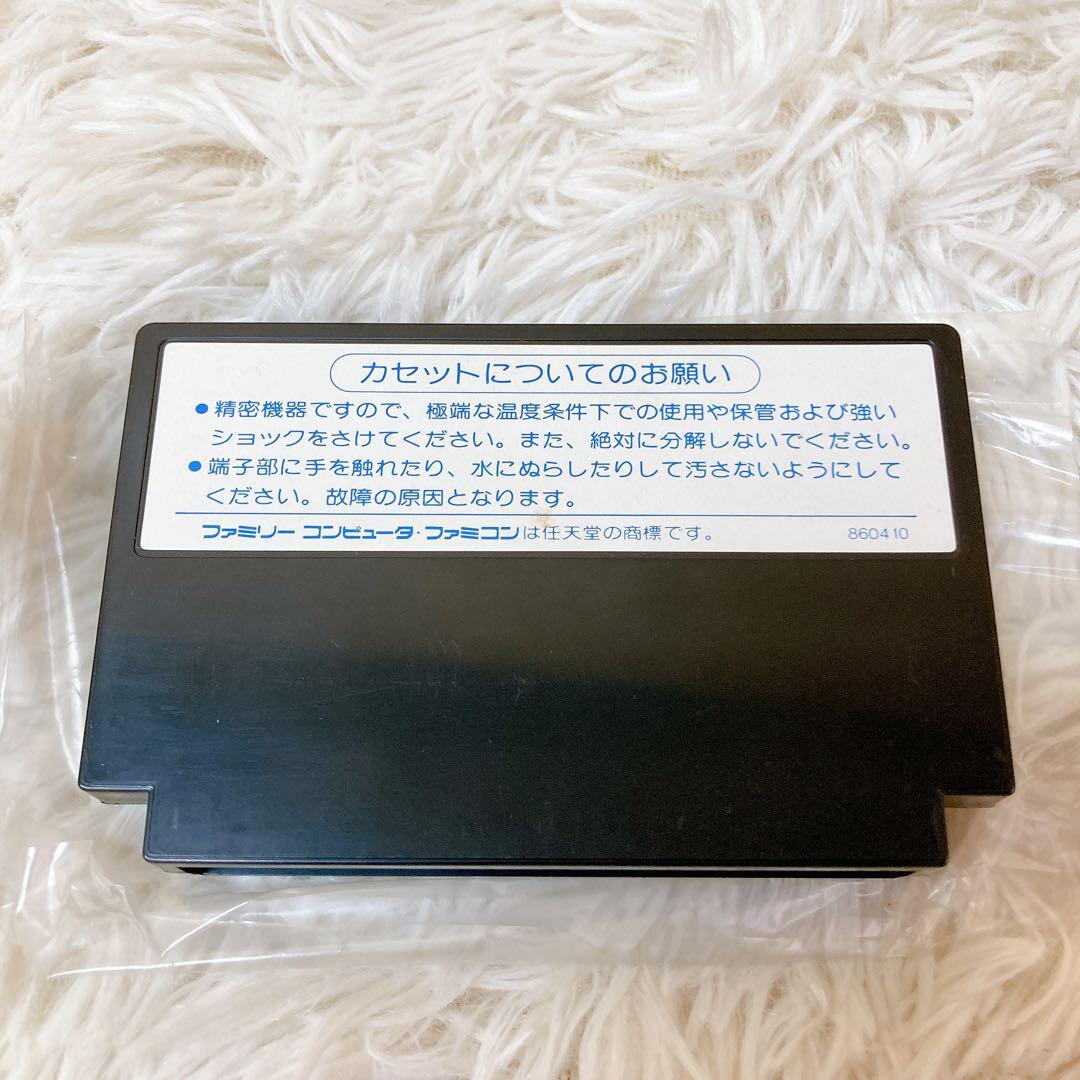 カセットについてのお願い
●精密機器ですので、極端な温度条件下での使用や保管および強い
ショックをさけてください。また、絶対に分解しないでください。
●端子部に手を触れたり、水にぬらしたりして汚さないようにして
ください。故障の原因となります。
ファミリー コンピュータ・ファミコンは任天堂の商標です。 860410